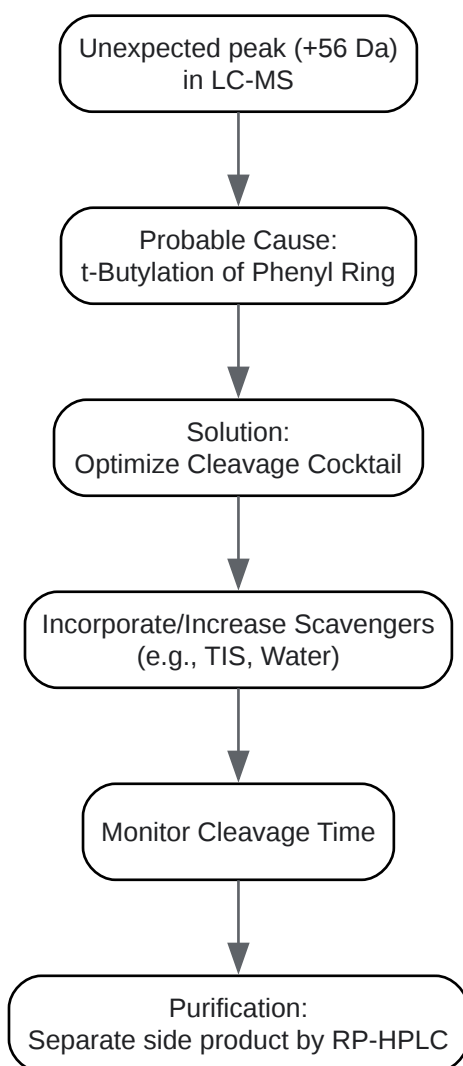 Unexpected peak (+56 Da)
in LC-MS
Probable Cause:
t-Butylation of Phenyl Ring
Solution:
Optimize Cleavage Cocktail
Incorporate/Increase Scavengers
(e.g., TIS, Water)
Monitor Cleavage Time
Purification:
Separate side product by RP-HPLC